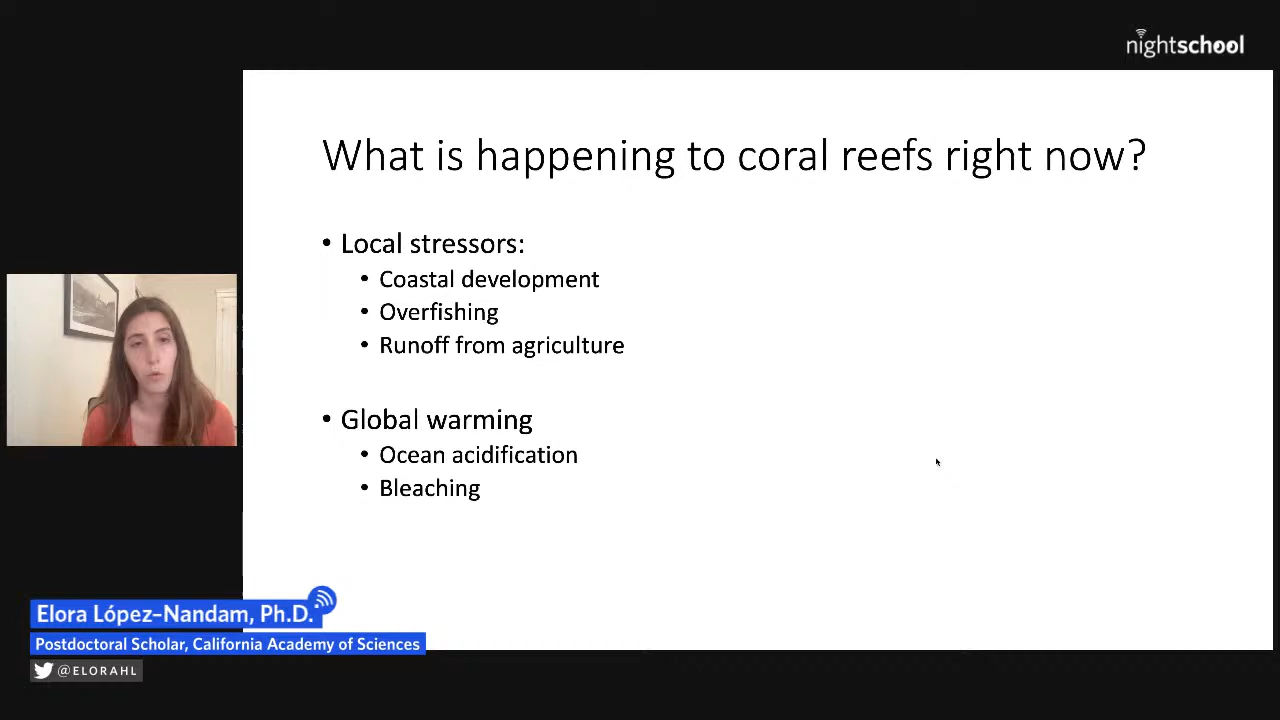 nightschool
What is happening to coral reefs right now?
• Local stressors:
• Coastal development
• Overfishing
• Runoff from agriculture
• Global warming
• Ocean acidification
• Bleaching
Elora López-Nandam, Ph.D.
Postdoctoral Scholar, California Academy of Sciences
@ELORAHL